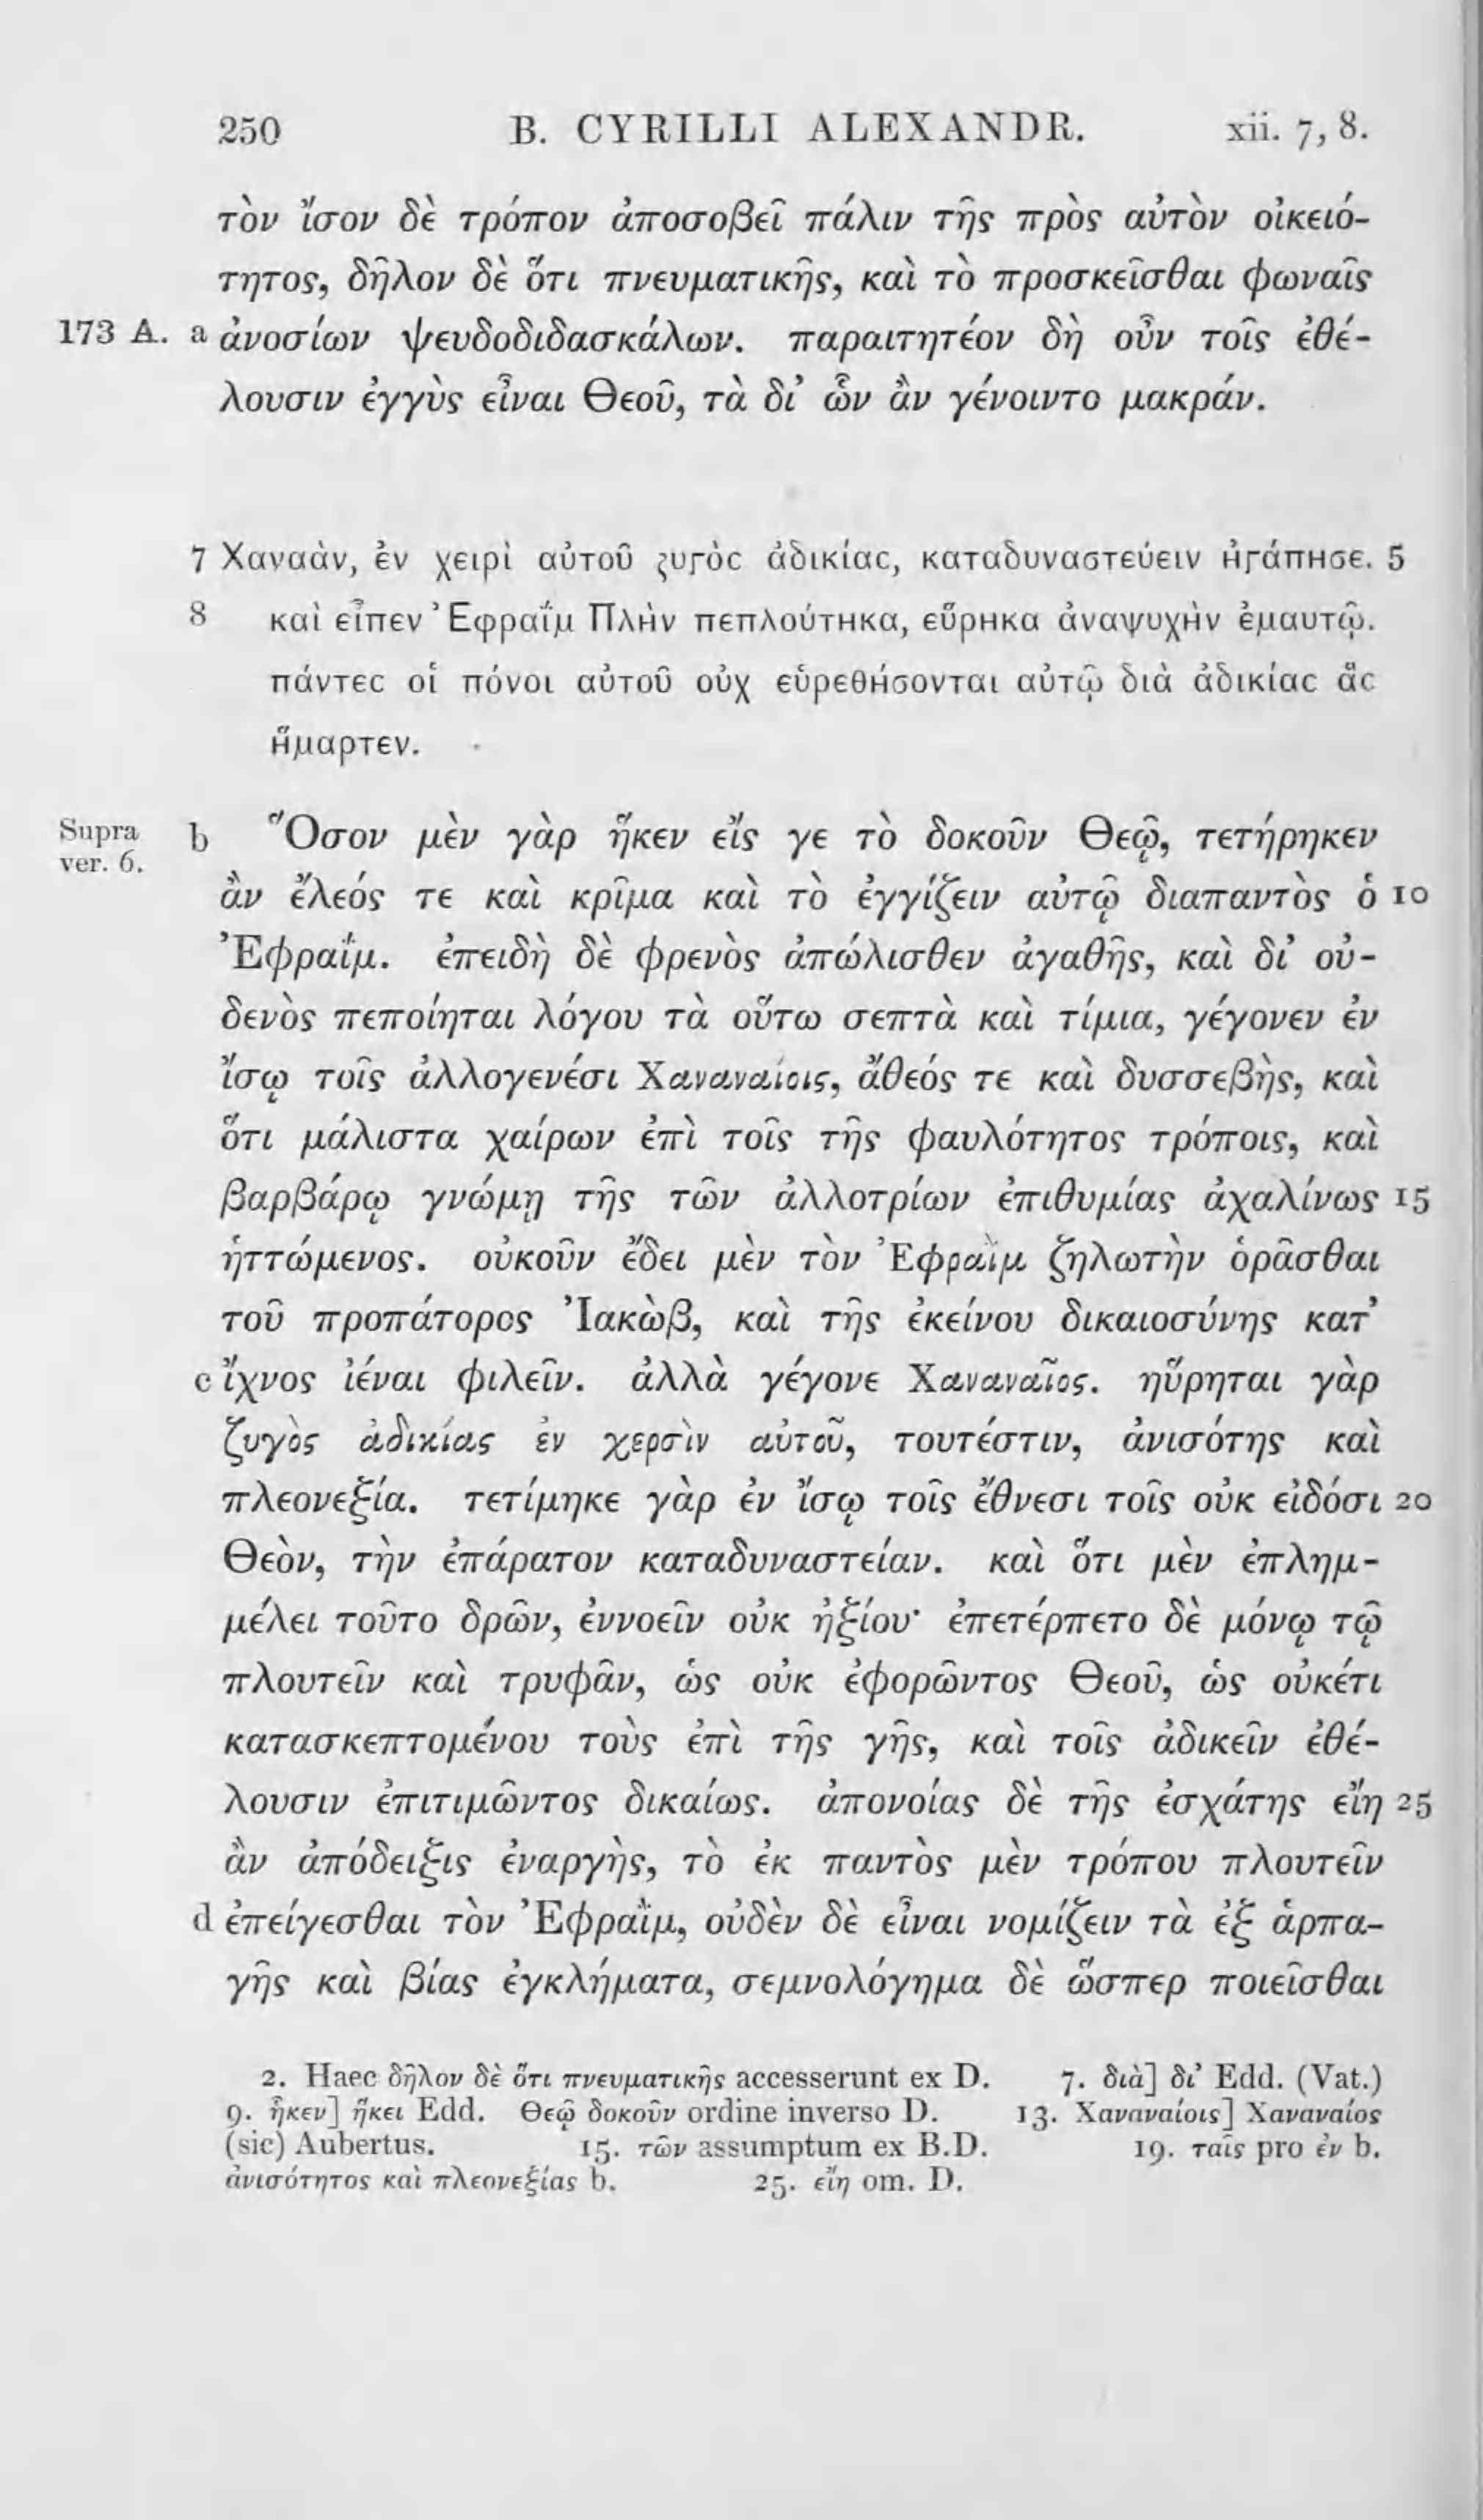 250 B. CYRILLI ALEXANDR. xii. 7, 8.
τὸν ἴσον δὲ τρόπον ἀποσοβεῖ πάλιν τῆς πρὸς αὐτὸν οἰκειό-
τητος, δῆλον δὲ ὅτι πνευματικῆς, καὶ τὸ προσκεῖσθαι φωναῖς
173 A. a ἀνοσίων ψευδοδιδασκάλων. παραιτητέον δὴ οὖν τοῖς ἐθέ-
λουσιν ἐγγὺς εἶναι Θεοῦ, τὰ δι’ ὧν ἂν γένοιντο μακράν.
7 Χαναὰν, ἐν χειρὶ αὐτοῦ ζυγὸς ἀδικίας, καταδυναστεύειν ἠγάπησε. 5
8 καὶ εἶπεν Ἐφραΐμ Πλὴν πεπλούτηκα, εὕρηκα ἀναψυχὴν ἐμαυτῷ.
πάντες οἱ πόνοι αὐτοῦ οὐχ εὑρεθήσονται αὐτῷ διὰ ἀδικίας ἃς
ἥμαρτεν.
Supra ver. 6. b Ὅσον μὲν γὰρ ἧκεν εἴς γε τὸ δοκοῦν Θεῷ, τετήρηκεν
ἂν ἔλεός τε καὶ κρῖμα καὶ τὸ ἐγγίζειν αὐτῷ διαπαντὸς ὁ 10
Ἐφραΐμ. ἐπειδὴ δὲ φρενὸς ἀπώλισθεν ἀγαθῆς, καὶ δι’ οὐ-
δενὸς πεποίηται λόγου τὰ οὕτω σεπτὰ καὶ τίμια, γέγονεν ἐν
ἴσῳ τοῖς ἀλλογενέσι Χαναναίοις, ἄθεός τε καὶ δυσσεβὴς, καὶ
ὅτι μάλιστα χαίρων ἐπὶ τοῖς τῆς φαυλότητος τρόποις, καὶ
βαρβάρῳ γνώμῃ τῆς τῶν ἀλλοτρίων ἐπιθυμίας ἀχαλίνως 15
ἡττώμενος. οὐκοῦν ἔδει μὲν τὸν Ἐφραῒμ ζηλωτὴν ὁρᾶσθαι
τοῦ προπάτορος Ἰακὼβ, καὶ τῆς ἐκείνου δικαιοσύνης κατ’
c ἴχνος ἰέναι φιλεῖν. ἀλλὰ γέγονε Χαναναῖος. ηὕρηται γὰρ
ζυγὸς ἀδικίας ἐν χερσὶν αὐτοῦ, τουτέστιν, ἀνισότης καὶ
πλεονεξία. τετίμηκε γὰρ ἐν ἴσῳ τοῖς ἔθνεσι τοῖς οὐκ εἰδόσι 20
Θεὸν, τὴν ἐπάρατον καταδυναστείαν. καὶ ὅτι μὲν ἐπλημ-
μέλει τοῦτο δρῶν, ἐννοεῖν οὐκ ἠξίου· ἐπετέρπετο δὲ μόνῳ τῷ
πλουτεῖν καὶ τρυφᾶν, ὡς οὐκ ἐφορῶντος Θεοῦ, ὡς οὐκέτι
κατασκεπτομένου τοὺς ἐπὶ τῆς γῆς, καὶ τοῖς ἀδικεῖν ἐθέ-
λουσιν ἐπιτιμῶντος δικαίως. ἀπονοίας δὲ τῆς ἐσχάτης εἴη 25
ἂν ἀπόδειξις ἐναργὴς, τὸ ἐκ παντὸς μὲν τρόπου πλουτεῖν
d ἐπείγεσθαι τὸν Ἐφραῒμ, οὐδὲν δὲ εἶναι νομίζειν τὰ ἐξ ἁρπα-
γῆς καὶ βίας ἐγκλήματα, σεμνολόγημα δὲ ὥσπερ ποιεῖσθαι
2. Haec δῆλον δὲ ὅτι πνευματικῆς accesserunt ex D. 7. διὰ] δι’ Edd. (Vat.)
9. ἧκεν] ἥκει Edd. Θεῷ δοκοῦν ordine inverso D. 13. Χαναναίοις] Χαναναίος
(sic) Aubertus. 15. τῶν assumptum ex B.D. 19. ταῖς pro ἐν b.
ἀνισότητος καὶ πλεονεξίας b. 25. εἴη om. D.